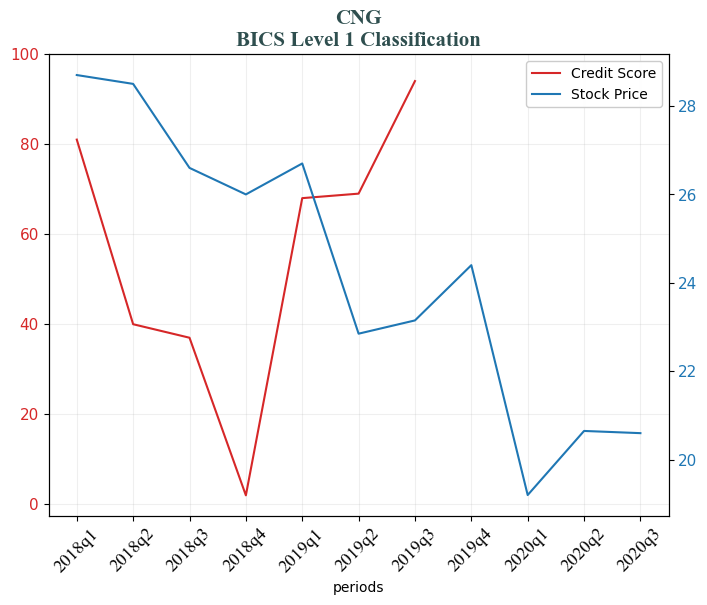 CNG
BICS Level 1 Classification
Credit Score
Stock Price
100
80
60
40
20
0
28
26
24
22
20
2018q1
2018q2
2018q3
2018q4
2019q1
2019q2
2019q3
2019q4
2020q1
2020q2
2020q3
periods